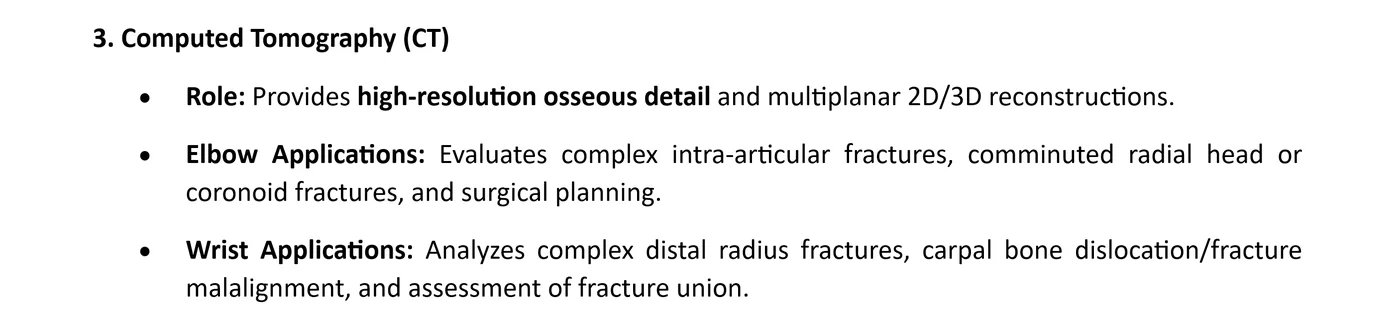 3. Computed Tomography (CT)
• Role: Provides high-resolution osseous detail and multiplanar 2D/3D reconstructions.
• Elbow Applications: Evaluates complex intra-articular fractures, comminuted radial head or
coronoid fractures, and surgical planning.
• Wrist Applications: Analyzes complex distal radius fractures, carpal bone dislocation/fracture
malalignment, and assessment of fracture union.